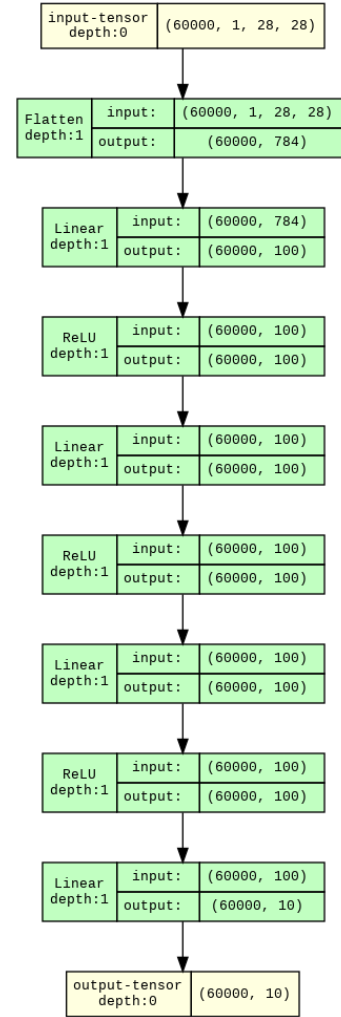 input-tensor
depth:0
(60000, 1, 28, 28)
Flatten
depth:1
input:
(60000, 1, 28, 28)
output:
(60000, 784)
Linear
depth:1
input:
(60000, 784)
output:
(60000, 100)
ReLU
depth:1
input:
(60000, 100)
output:
(60000, 100)
Linear
depth:1
input:
(60000, 100)
output:
(60000, 100)
ReLU
depth:1
input:
(60000, 100)
output:
(60000, 100)
Linear
depth:1
input:
(60000, 100)
output:
(60000, 100)
ReLU
depth:1
input:
(60000, 100)
output:
(60000, 100)
Linear
depth:1
input:
(60000, 100)
output:
(60000, 10)
output-tensor
depth:0
(60000, 10)